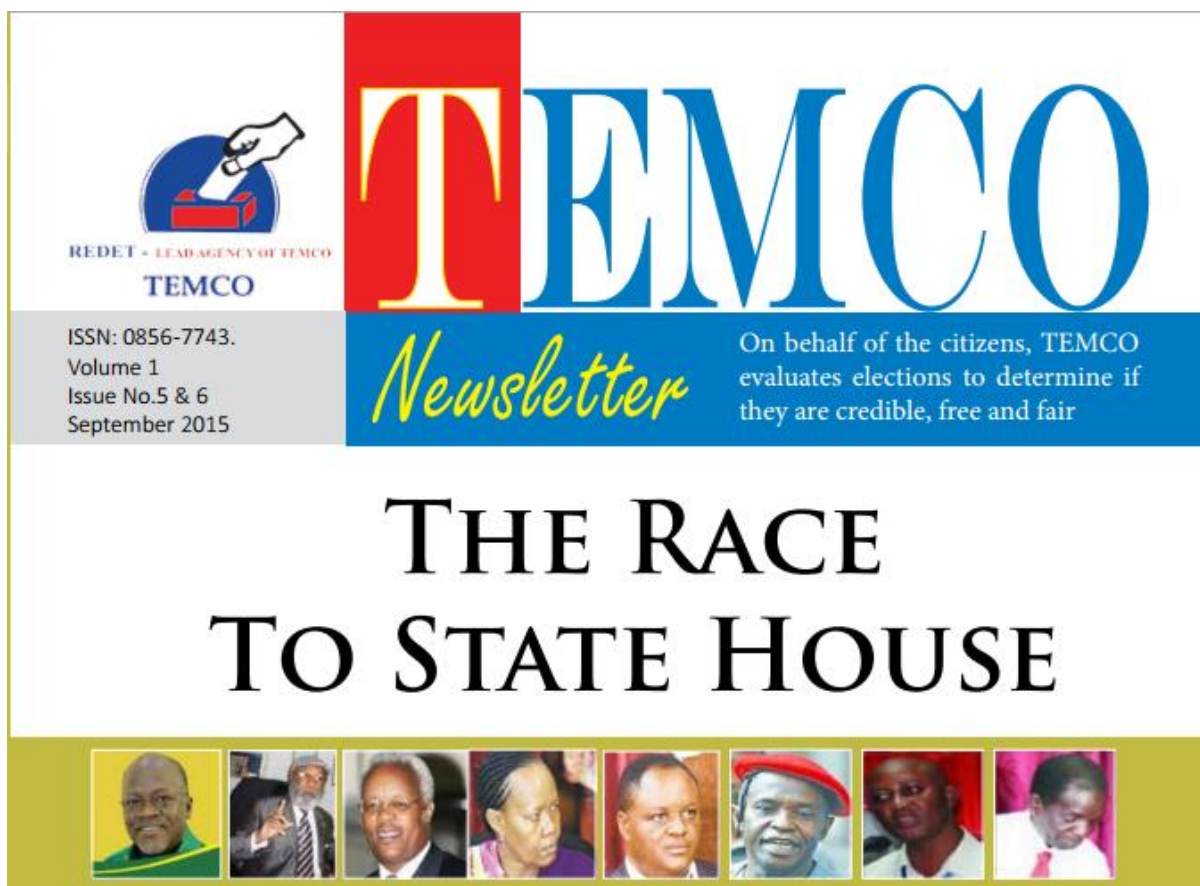 REDET - LEAD AGENCY OF TEMCO
TEMCO
TEMCO
ISSN: 0856-7743.
Volume 1
Issue No.5 & 6
September 2015
Newsletter
On behalf of the citizens, TEMCO
evaluates elections to determine if
they are credible, free and fair
THE RACE
TO STATE HOUSE